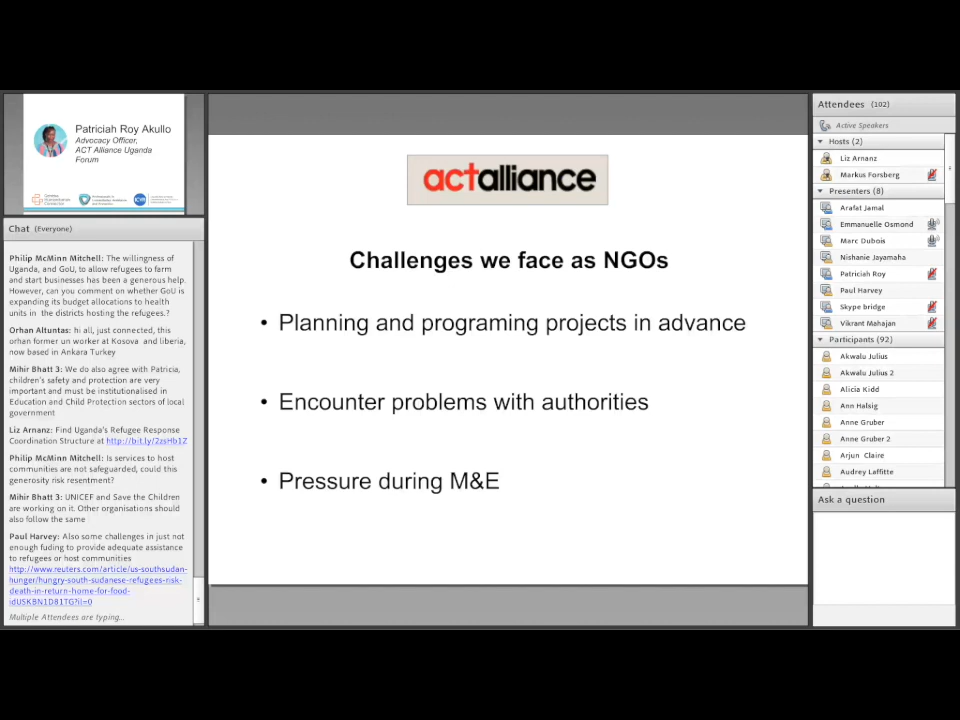 Patriciah Roy Akullo
Advocacy Officer,
ACT Alliance Uganda
Forum
Chat (Everyone)
Philip McMinn Mitchell: The willingness of
Uganda, and GoU, to allow refugees to farm
and start businesses has been a generous help.
However, can you comment on whether GoU is
expanding its budget allocations to health
units in the districts hosting the refugees.?
Orhan Altuntas: hi all, just connected, this
orhan former un worker at Kosova and liberia,
now based in Ankara Turkey
Mihir Bhatt 3: We do also agree with Patricia,
children's safety and protection are very
important and must be institutionalised in
Education and Child Protection sectors of local
government
Liz Arnanz: Find Uganda's Refugee Response
Coordination Structure at http://bit.ly/2zsHb1Z
Philip McMinn Mitchell: Is services to host
communities are not safeguarded, could this
generosity risk resentment?
Mihir Bhatt 3: UNICEF and Save the Children
are working on it. Other organisations should
also follow the same
Paul Harvey: Also some challenges in just not
enough fuding to provide adequate assistance
to refugees or host communities
http://www.reuters.com/article/us-southsudan-
hunger/hungry-south-sudanese-refugees-risk-
death-in-return-home-for-food-
idUSKBN1D81TG?il=0
Multiple Attendees are typing...
actalliance
Challenges we face as NGOs
• Planning and programing projects in advance
• Encounter problems with authorities
• Pressure during M&E
Attendees (102)
Active Speakers
Hosts (2)
Liz Arnanz
Markus Forsberg
Presenters (8)
Arafat Jamal
Emmanuelle Osmond
Marc Dubois
Nishanie Jayamaha
Patriciah Roy
Paul Harvey
Skype bridge
Vikrant Mahajan
Participants (92)
Akwalu Julius
Akwalu Julius 2
Alicia Kidd
Ann Halsig
Anne Gruber
Anne Gruber 2
Arjun Claire
Audrey Laffitte
Ask a question